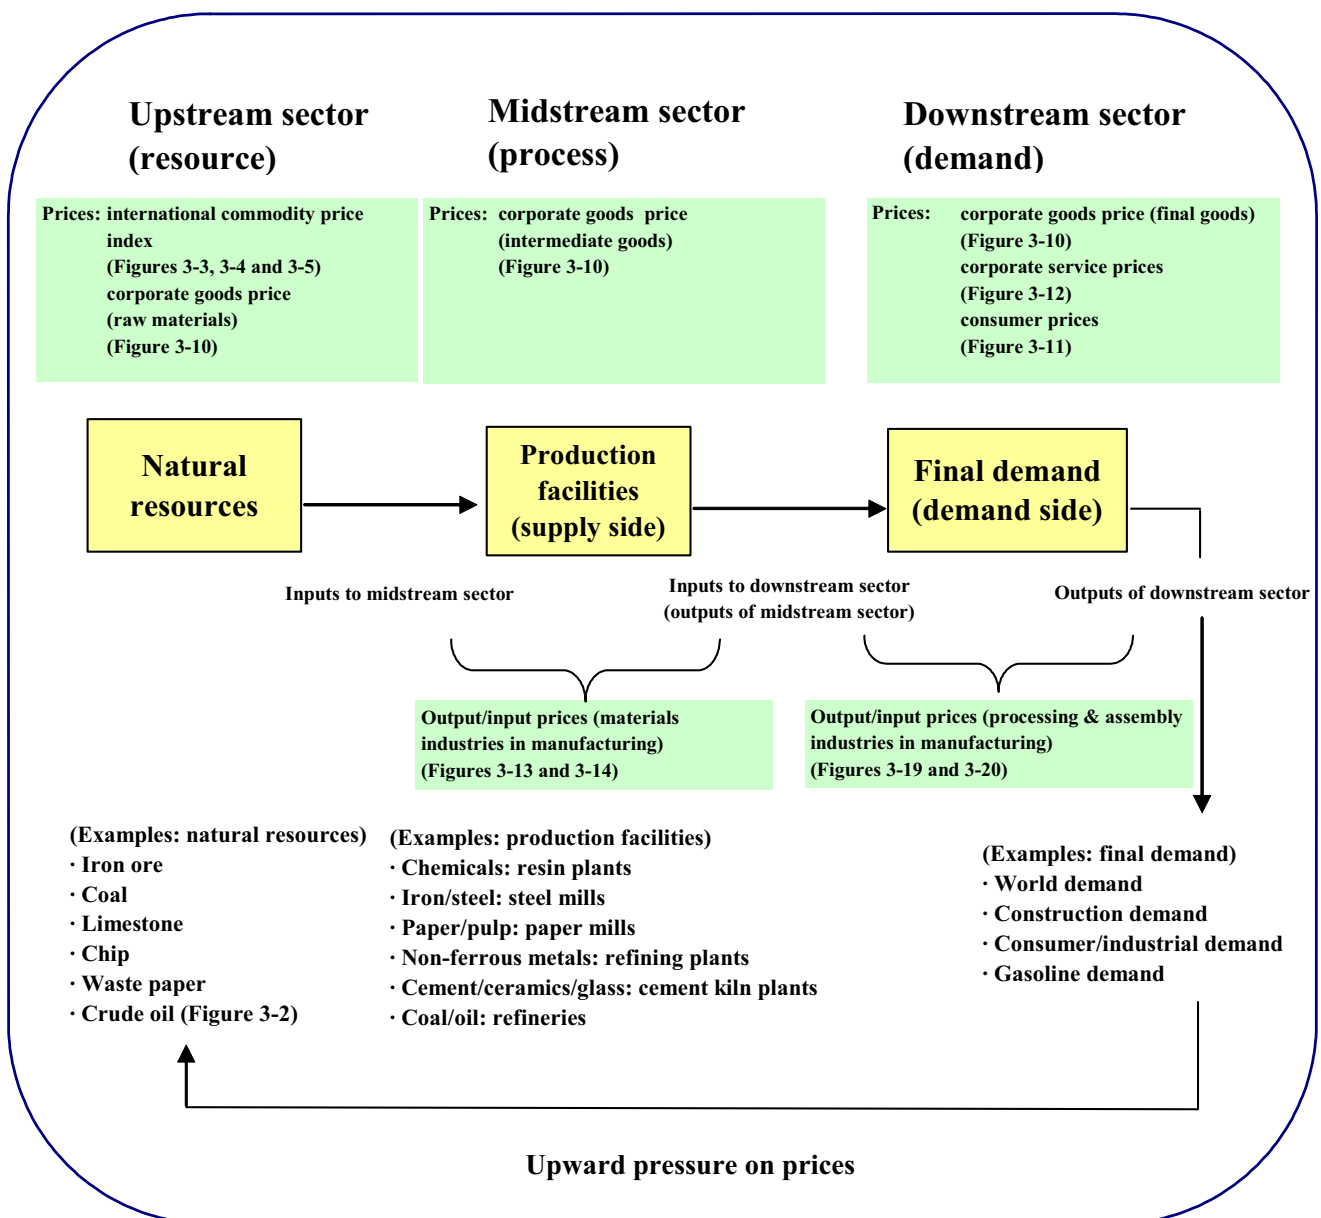 Upstream sector
(resource)
Midstream sector
(process)
Downstream sector
(demand)
Prices: international commodity price
index
(Figures 3-3, 3-4 and 3-5)
corporate goods price
(raw materials)
(Figure 3-10)
Prices: corporate goods price
(intermediate goods)
(Figure 3-10)
Prices: corporate goods price (final goods)
(Figure 3-10)
corporate service prices
(Figure 3-12)
consumer prices
(Figure 3-11)
Natural
resources
Production
facilities
(supply side)
Final demand
(demand side)
Inputs to midstream sector
Inputs to downstream sector
(outputs of midstream sector)
Outputs of downstream sector
Output/input prices (materials
industries in manufacturing)
(Figures 3-13 and 3-14)
Output/input prices (processing & assembly
industries in manufacturing)
(Figures 3-19 and 3-20)
(Examples: natural resources)
· Iron ore
· Coal
· Limestone
· Chip
· Waste paper
· Crude oil (Figure 3-2)
(Examples: production facilities)
· Chemicals: resin plants
· Iron/steel: steel mills
· Paper/pulp: paper mills
· Non-ferrous metals: refining plants
· Cement/ceramics/glass: cement kiln plants
· Coal/oil: refineries
(Examples: final demand)
· World demand
· Construction demand
· Consumer/industrial demand
· Gasoline demand
Upward pressure on prices